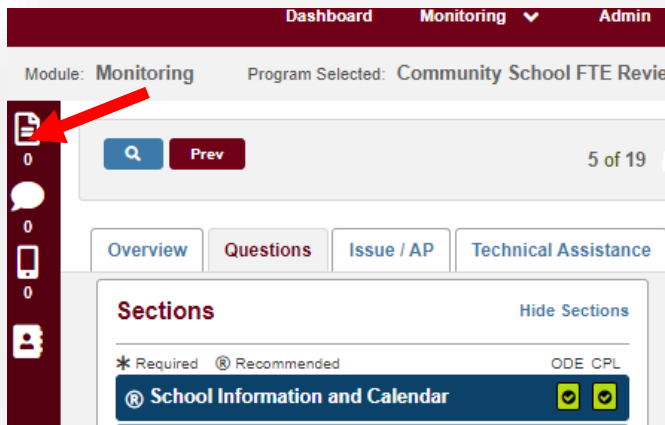 Dashboard Monitoring Admin
Module: Monitoring Program Selected: Community School FTE Revie
0
Prev
5 of 19
0
0
Overview Questions Issue / AP Technical Assistance
Sections Hide Sections
* Required ® Recommended ODE CPL
® School Information and Calendar